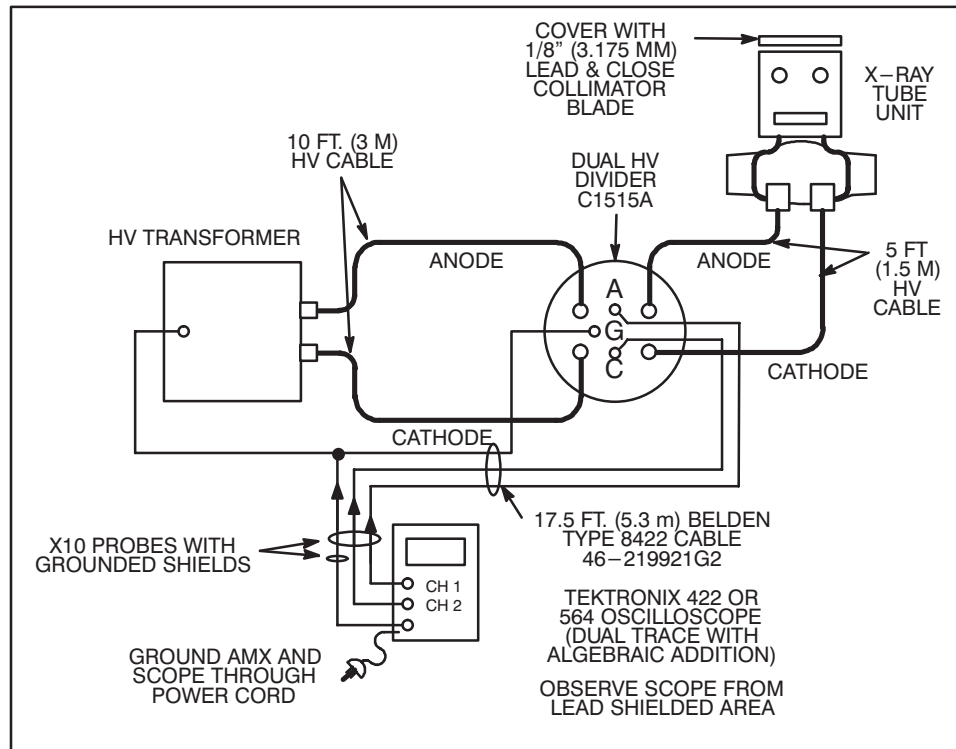 COVER WITH
1/8” (3.175 MM)
LEAD & CLOSE
COLLIMATOR
BLADE
X−RAY
TUBE
UNIT
10 FT. (3 M)
HV CABLE
DUAL HV
DIVIDER
C1515A
HV TRANSFORMER
ANODE
ANODE
5 FT
(1.5 M)
HV
CABLE
A
G
C
CATHODE
CATHODE
X10 PROBES WITH
GROUNDED SHIELDS
CH 1
CH 2
17.5 FT. (5.3 m) BELDEN
TYPE 8422 CABLE
46−219921G2
GROUND AMX AND
SCOPE THROUGH
POWER CORD
TEKTRONIX 422 OR
564 OSCILLOSCOPE
(DUAL TRACE WITH
ALGEBRAIC ADDITION)
OBSERVE SCOPE FROM
LEAD SHIELDED AREA